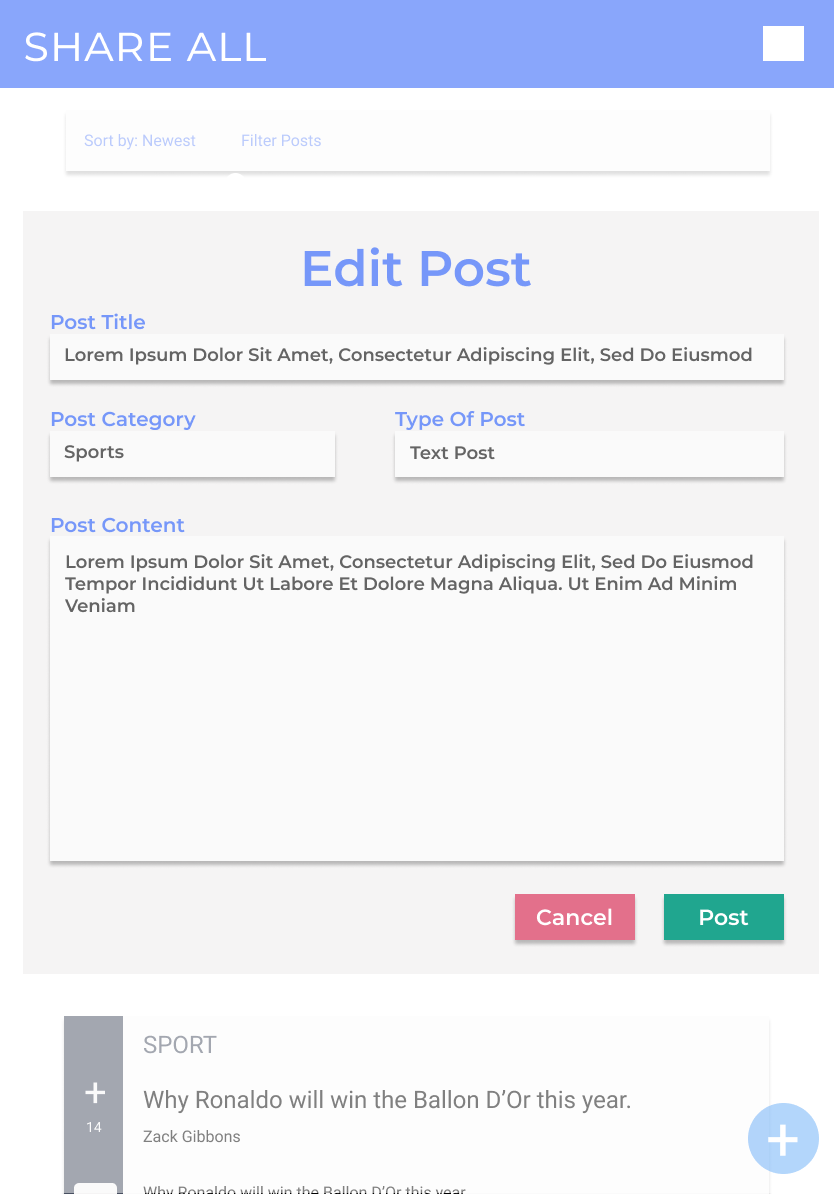 SHARE ALL
Sort by: Newest Filter Posts
Edit Post
Post Title
Lorem Ipsum Dolor Sit Amet, Consectetur Adipiscing Elit, Sed Do Eiusmod
Post Category Type Of Post
Sports Text Post
Post Content
Lorem Ipsum Dolor Sit Amet, Consectetur Adipiscing Elit, Sed Do Eiusmod
Tempor Incididunt Ut Labore Et Dolore Magna Aliqua. Ut Enim Ad Minim
Veniam
Cancel Post
SPORT
+
Why Ronaldo will win the Ballon D’Or this year.
14
Zack Gibbons
+
Why Ronaldo will win the Ballon D’Or this year